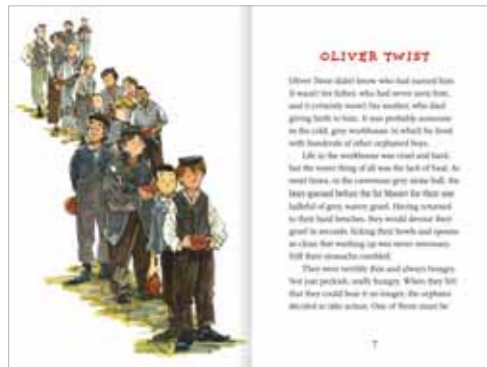 OLIVER TWIST
Oliver Twist didn't know who had named him.
It wasn't his father, who had never seen him,
and it certainly wasn't his mother, who died
giving birth to him. It was probably someone
in the cold, grey workhouse in which he lived
with hundreds of other orphaned boys.
Life in the workhouse was cruel and hard,
but the worst thing of all was the lack of food. At
meal times, in the cavernous grey stone hall, the
boys queued before the fat Master for their one
ladleful of grey, watery gruel. Having returned
to their hard benches, they would devour their
gruel in seconds, licking their bowls and spoons
so clean that washing up was never necessary.
Still their stomachs rumbled.
They were terribly thin and always hungry.
Not just peckish, really hungry. When they felt
that they could bear it no longer, the orphans
decided to take action. One of them must be
7